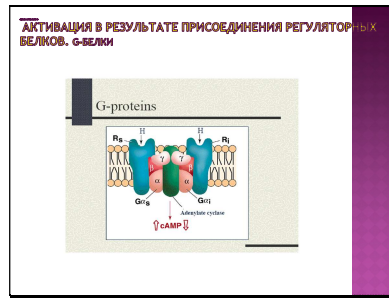 АКТИВАЦИЯ В РЕЗУЛЬТАТЕ ПРИСОЕДИНЕНИЯ РЕГУЛЯТОРНЫХ
БЕЛКОВ. G-БЕЛКИ
G-proteins
H H
Rs Ri
γ γ
β β
α α
Gαs Gαi
Adenylate cyclase
cAMP